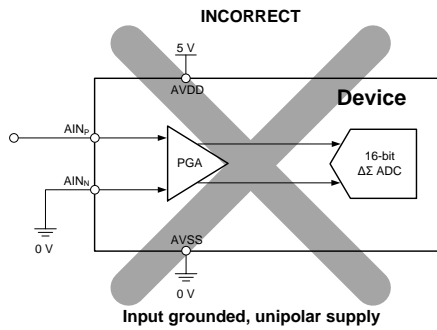 INCORRECT
5 V
AVDD
Device
AINP
PGA
16-bit
ΔΣ ADC
AINN
0 V
AVSS
0 V
Input grounded, unipolar supply